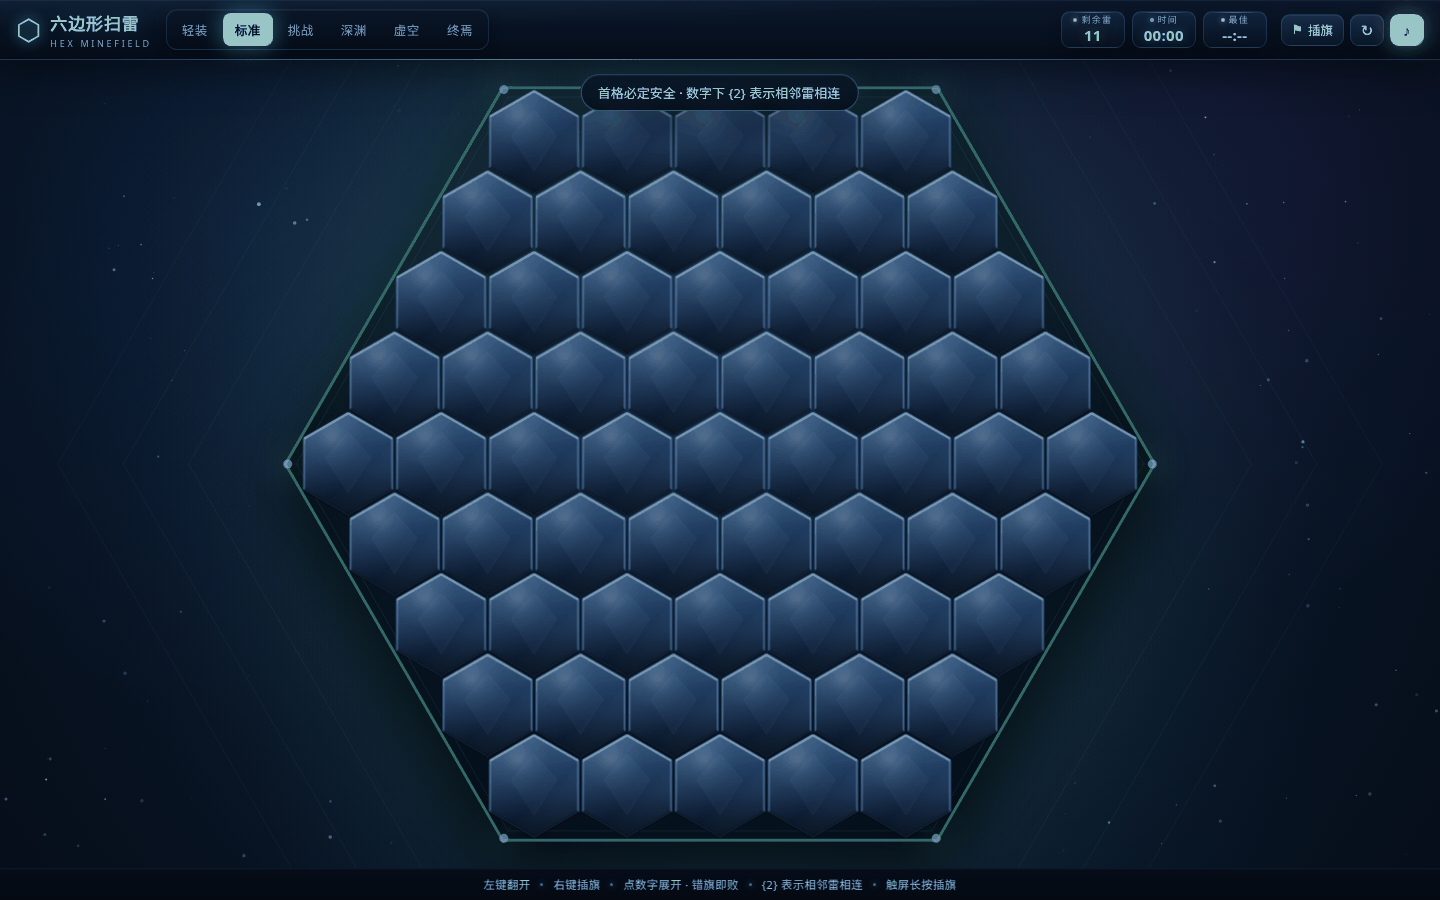 六边形扫雷
HEX MINEFIELD
轻装 标准 挑战 深渊 虚空 终焉
剩余雷
11
时间
00:00
最佳
--:--
⚑ 插旗
↻
♪
首格必定安全 · 数字下 {2} 表示相邻雷相连
左键翻开 • 右键插旗 • 点数字展开 · 错旗即败 • {2} 表示相邻雷相连 • 触屏长按插旗